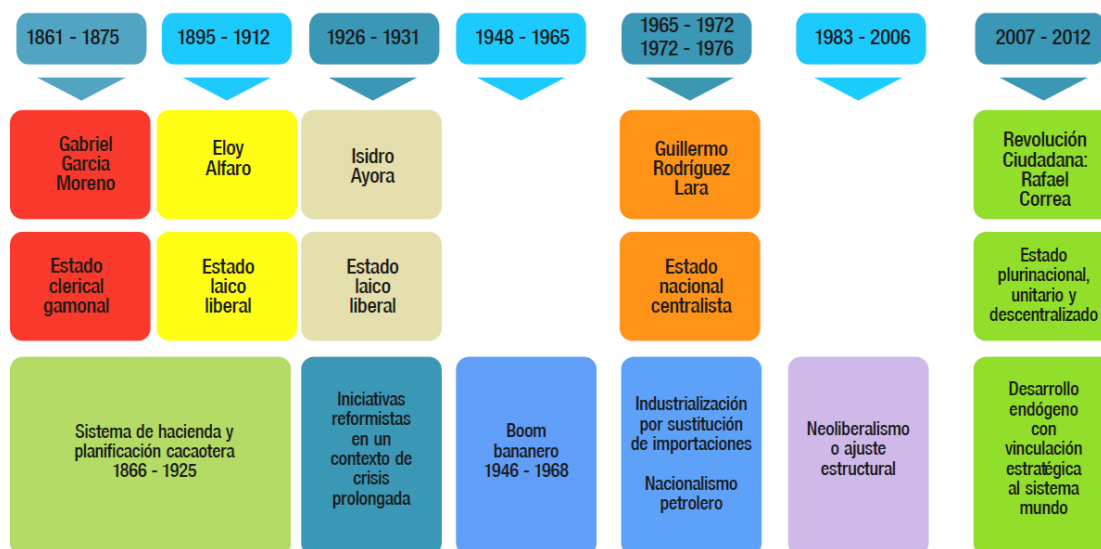 1861 - 1875
1895 - 1912
1926 - 1931
1948 - 1965
1965 - 1972
1972 - 1976
1983 - 2006
2007 - 2012
Gabriel
Garcia
Moreno
Eloy
Alfaro
Isidro
Ayora
Guillermo
Rodríguez
Lara
Revolución
Ciudadana:
Rafael
Correa
Estado
clerical
gamonal
Estado
laico
liberal
Estado
laico
liberal
Estado
nacional
centralista
Estado
plurinacional,
unitario y
descentralizado
Sistema de hacienda y
planificación cacaotera
1866 - 1925
Iniciativas
reformistas
en un
contexto de
crisis
prolongada
Boom
bananero
1946 - 1968
Industrialización
por sustitución
de importaciones
Nacionalismo
petrolero
Neoliberalismo
o ajuste
estructural
Desarrollo
endógeno
con
vinculación
estratégica
al sistema
mundo